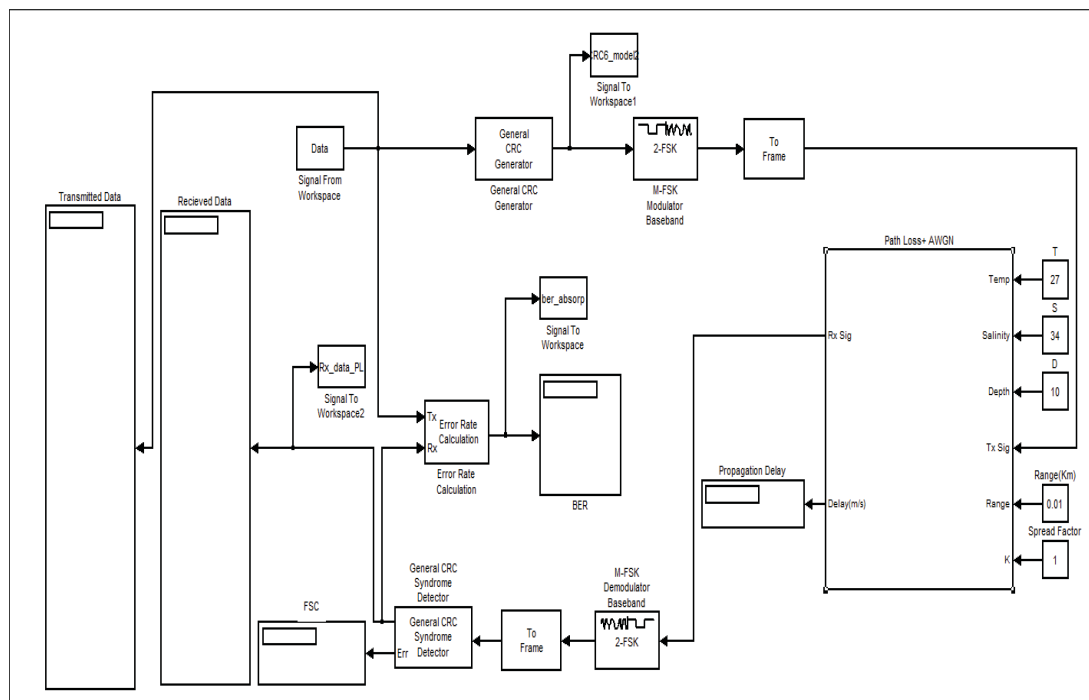 RC6_model2
Signal To
Workspace1
Data
Signal From
Workspace
General
CRC
Generator
General CRC
Generator
2-FSK
M-FSK
Modulator
Baseband
To
Frame
Transmitted Data
Recieved Data
Path Loss+ AWGN
Temp
Salinity
Depth
Tx Sig
Range
K
Rx Sig
Delay(m/s)
T
27
S
34
D
10
Range(Km)
0.01
Spread Factor
1
ber_absorp
Signal To
Workspace
Rx_data_PL
Signal To
Workspace2
Tx
Rx
Error Rate
Calculation
Error Rate
Calculation
BER
Propagation Delay
General CRC
Syndrome
Detector
General CRC
Syndrome
Detector
Err
FSC
To
Frame
M-FSK
Demodulator
Baseband
2-FSK